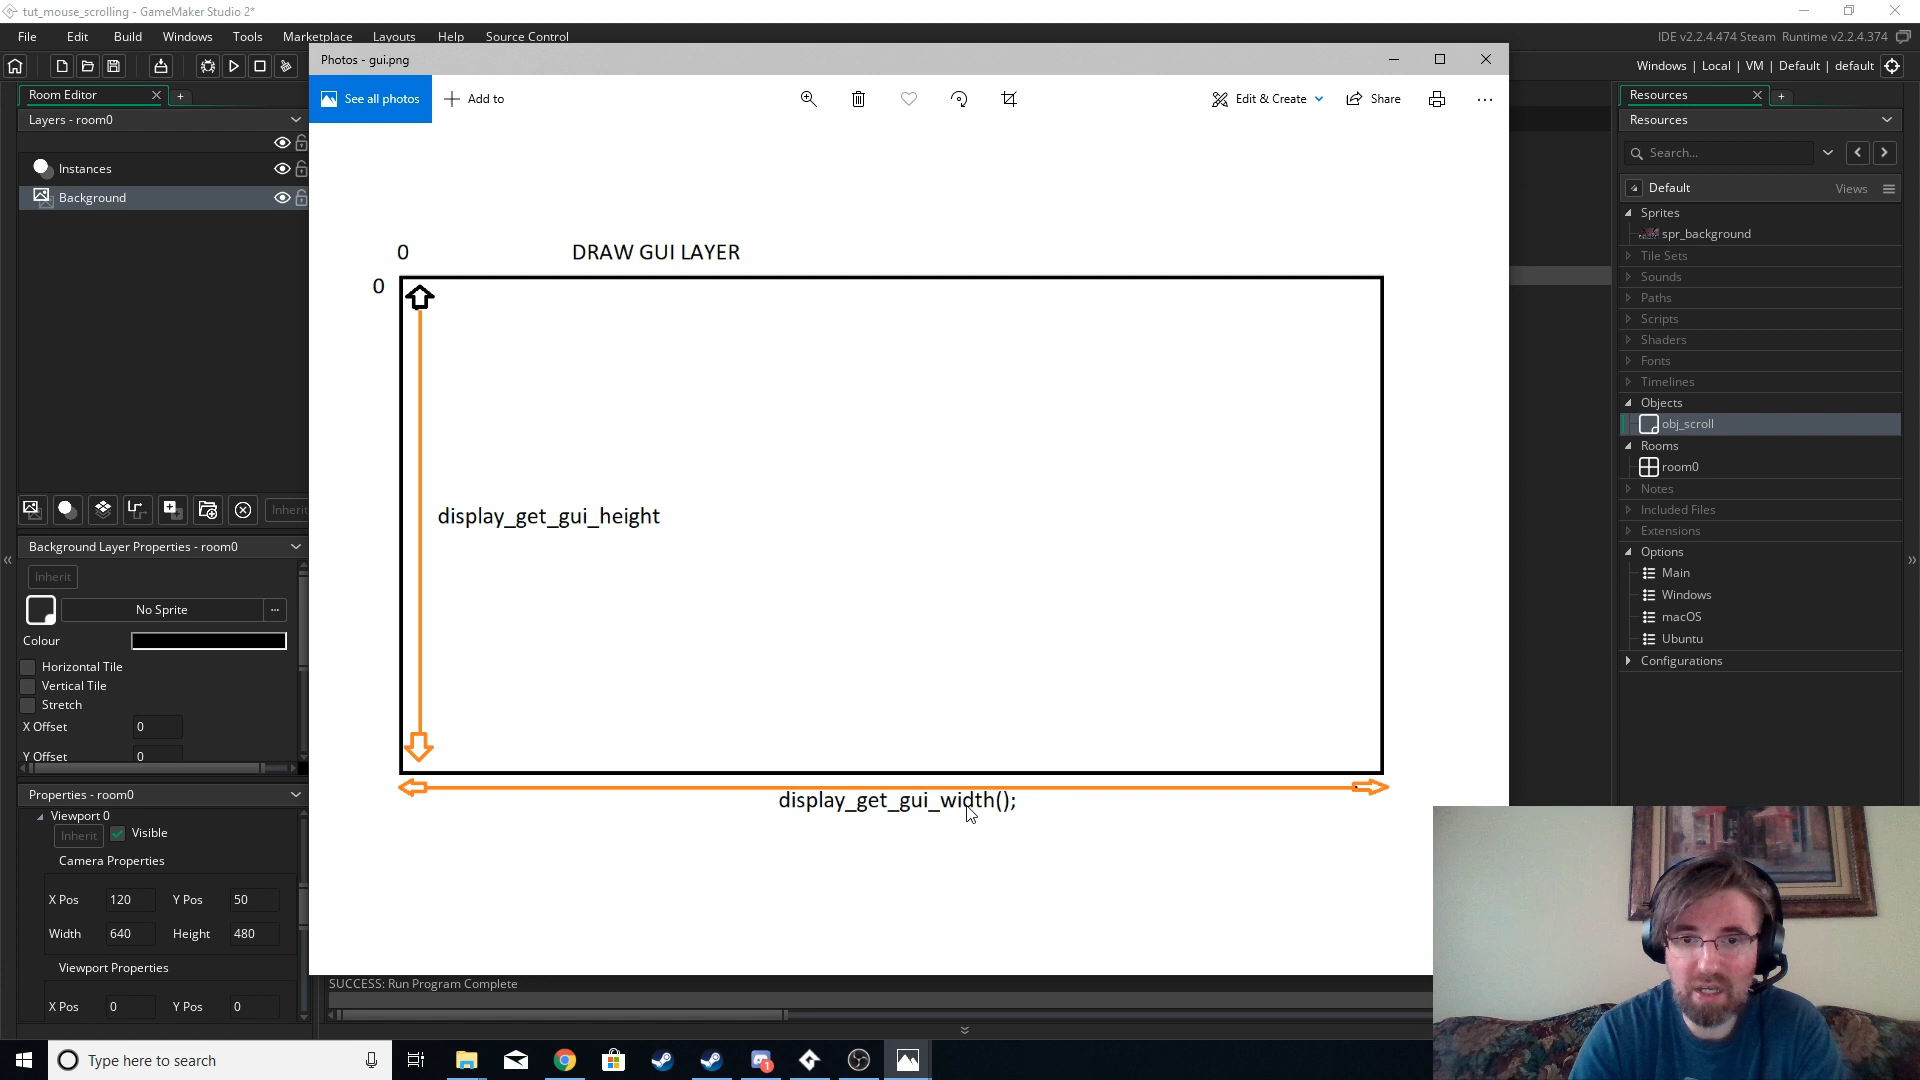 tut_mouse_scrolling - GameMaker Studio 2*
File Edit Build Windows Tools Marketplace Layouts Help Source Control
IDE v2.2.4.474 Steam Runtime v2.2.4.374
Windows | Local | VM | Default | default
Room Editor
Layers - room0
Instances
Background
Inherit
Background Layer Properties - room0
Inherit
No Sprite
...
Colour
Horizontal Tile
Vertical Tile
Stretch
X Offset 0
Y Offset 0
Properties - room0
Viewport 0
Inherit Visible
Camera Properties
X Pos 120 Y Pos 50
Width 640 Height 480
Viewport Properties
X Pos 0 Y Pos 0
Photos - gui.png
See all photos
Add to
Edit & Create
Share
0 DRAW GUI LAYER
0
display_get_gui_height
display_get_gui_width();
SUCCESS: Run Program Complete
Resources
Resources
Search...
Default Views
Sprites
spr_background
Tile Sets
Sounds
Paths
Scripts
Shaders
Fonts
Timelines
Objects
obj_scroll
Rooms
room0
Notes
Included Files
Extensions
Options
Main
Windows
macOS
Ubuntu
Configurations
Type here to search
1